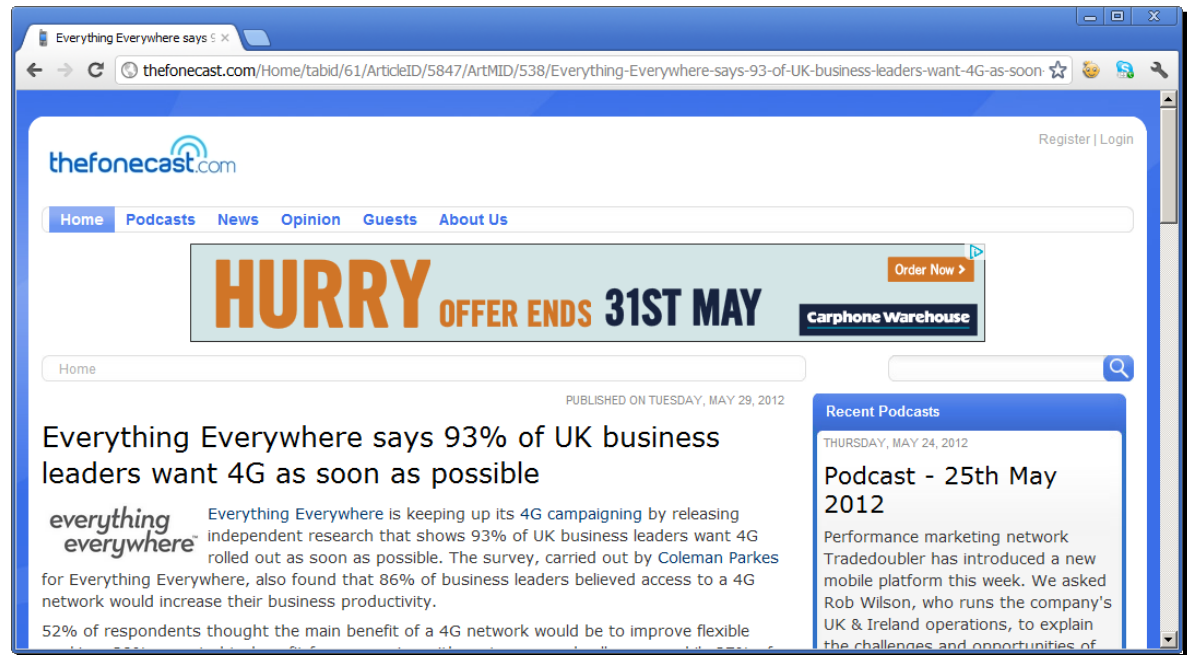 Everything Everywhere says 9
thefonecast.com/Home/tabid/61/ArticleID/5847/ArtMID/538/Everything-Everywhere-says-93-of-UK-business-leaders-want-4G-as-soon-
thefonecast.com
Register | Login
Home Podcasts News Opinion Guests About Us
HURRY OFFER ENDS 31ST MAY
Order Now >
Carphone Warehouse
Home
PUBLISHED ON TUESDAY, MAY 29, 2012
Everything Everywhere says 93% of UK business
leaders want 4G as soon as possible
everything
everywhere
Everything Everywhere is keeping up its 4G campaigning by releasing
independent research that shows 93% of UK business leaders want 4G
rolled out as soon as possible. The survey, carried out by Coleman Parkes
for Everything Everywhere, also found that 86% of business leaders believed access to a 4G
network would increase their business productivity.
52% of respondents thought the main benefit of a 4G network would be to improve flexible
Recent Podcasts
THURSDAY, MAY 24, 2012
Podcast - 25th May
2012
Performance marketing network
Tradedoubler has introduced a new
mobile platform this week. We asked
Rob Wilson, who runs the company's
UK & Ireland operations, to explain
the challenges and opportunities of